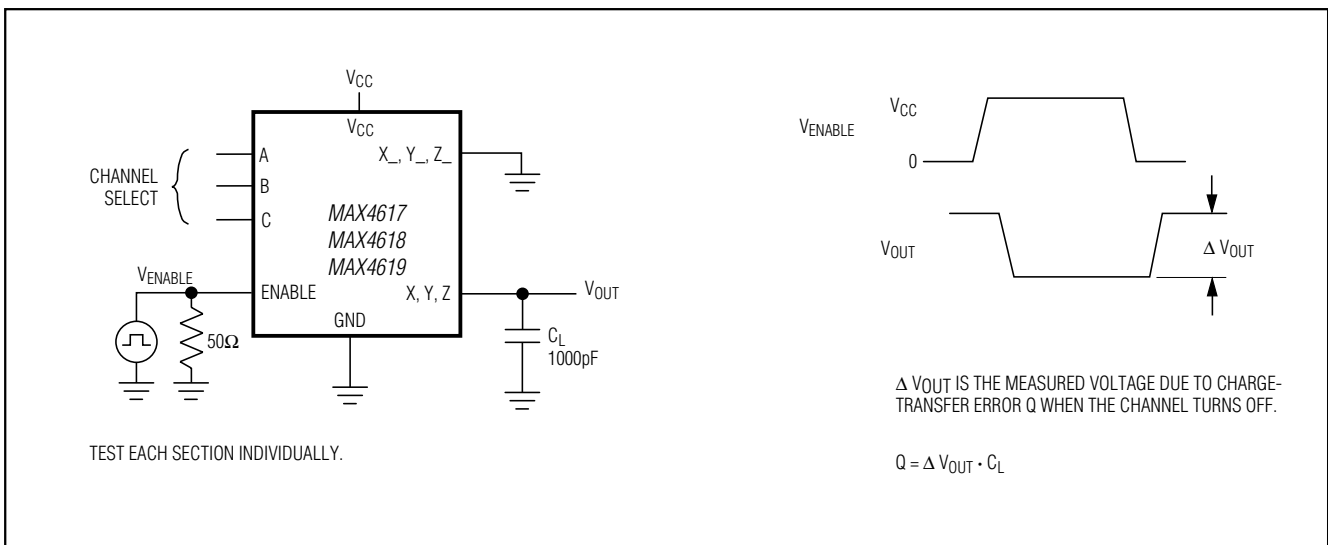 VCC
VCC
A
B
C
CHANNEL
SELECT
X_, Y_, Z_
MAX4617
MAX4618
MAX4619
VENABLE
ENABLE
X, Y, Z
VOUT
GND
50Ω
CL
1000pF
TEST EACH SECTION INDIVIDUALLY.
VENABLE
VCC
0
VOUT
Δ VOUT
Δ VOUT IS THE MEASURED VOLTAGE DUE TO CHARGE-
TRANSFER ERROR Q WHEN THE CHANNEL TURNS OFF.
Q = Δ VOUT • CL